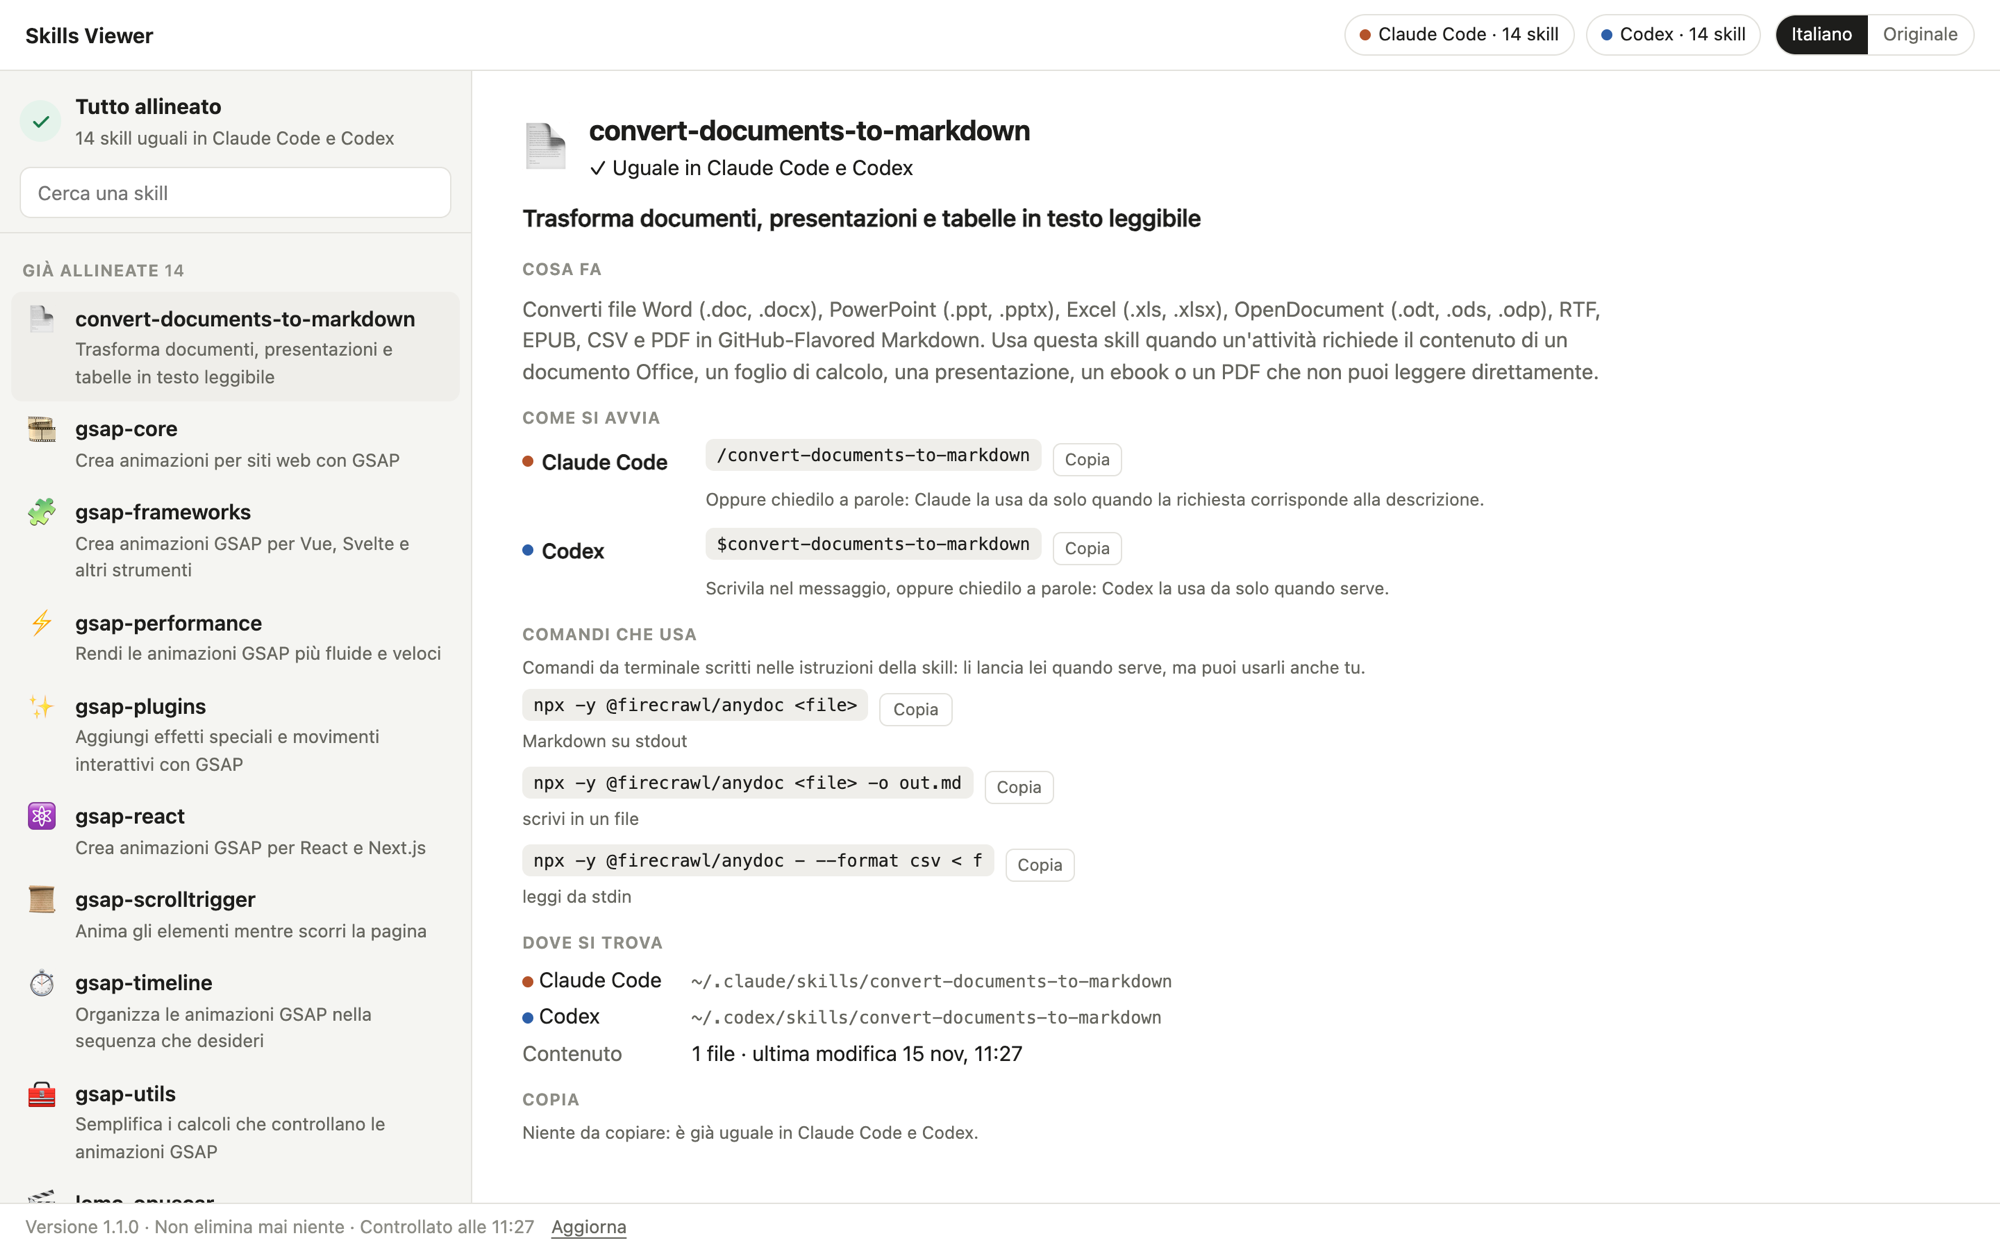 Skills Viewer
Claude Code · 14 skill
Codex · 14 skill
Italiano
Originale
Tutto allineato
14 skill uguali in Claude Code e Codex
Cerca una skill
GIÀ ALLINEATE 14
convert-documents-to-markdown
Trasforma documenti, presentazioni e
tabelle in testo leggibile
gsap-core
Crea animazioni per siti web con GSAP
gsap-frameworks
Crea animazioni GSAP per Vue, Svelte e
altri strumenti
gsap-performance
Rendi le animazioni GSAP più fluide e veloci
gsap-plugins
Aggiungi effetti speciali e movimenti
interattivi con GSAP
gsap-react
Crea animazioni GSAP per React e Next.js
gsap-scrolltrigger
Anima gli elementi mentre scorri la pagina
gsap-timeline
Organizza le animazioni GSAP nella
sequenza che desideri
gsap-utils
Semplifica i calcoli che controllano le
animazioni GSAP
convert-documents-to-markdown
✓ Uguale in Claude Code e Codex
Trasforma documenti, presentazioni e tabelle in testo leggibile
COSA FA
Converti file Word (.doc, .docx), PowerPoint (.ppt, .pptx), Excel (.xls, .xlsx), OpenDocument (.odt, .ods, .odp), RTF,
EPUB, CSV e PDF in GitHub-Flavored Markdown. Usa questa skill quando un'attività richiede il contenuto di un
documento Office, un foglio di calcolo, una presentazione, un ebook o un PDF che non puoi leggere direttamente.
COME SI AVVIA
Claude Code
/convert-documents-to-markdown
Copia
Oppure chiedilo a parole: Claude la usa da solo quando la richiesta corrisponde alla descrizione.
Codex
$convert-documents-to-markdown
Copia
Scrivila nel messaggio, oppure chiedilo a parole: Codex la usa da solo quando serve.
COMANDI CHE USA
Comandi da terminale scritti nelle istruzioni della skill: li lancia lei quando serve, ma puoi usarli anche tu.
npx -y @firecrawl/anydoc <file>
Copia
Markdown su stdout
npx -y @firecrawl/anydoc <file> -o out.md
Copia
scrivi in un file
npx -y @firecrawl/anydoc - --format csv < f
Copia
leggi da stdin
DOVE SI TROVA
Claude Code
~/.claude/skills/convert-documents-to-markdown
Codex
~/.codex/skills/convert-documents-to-markdown
Contenuto
1 file · ultima modifica 15 nov, 11:27
COPIA
Niente da copiare: è già uguale in Claude Code e Codex.
Versione 1.1.0 · Non elimina mai niente · Controllato alle 11:27
Aggiorna